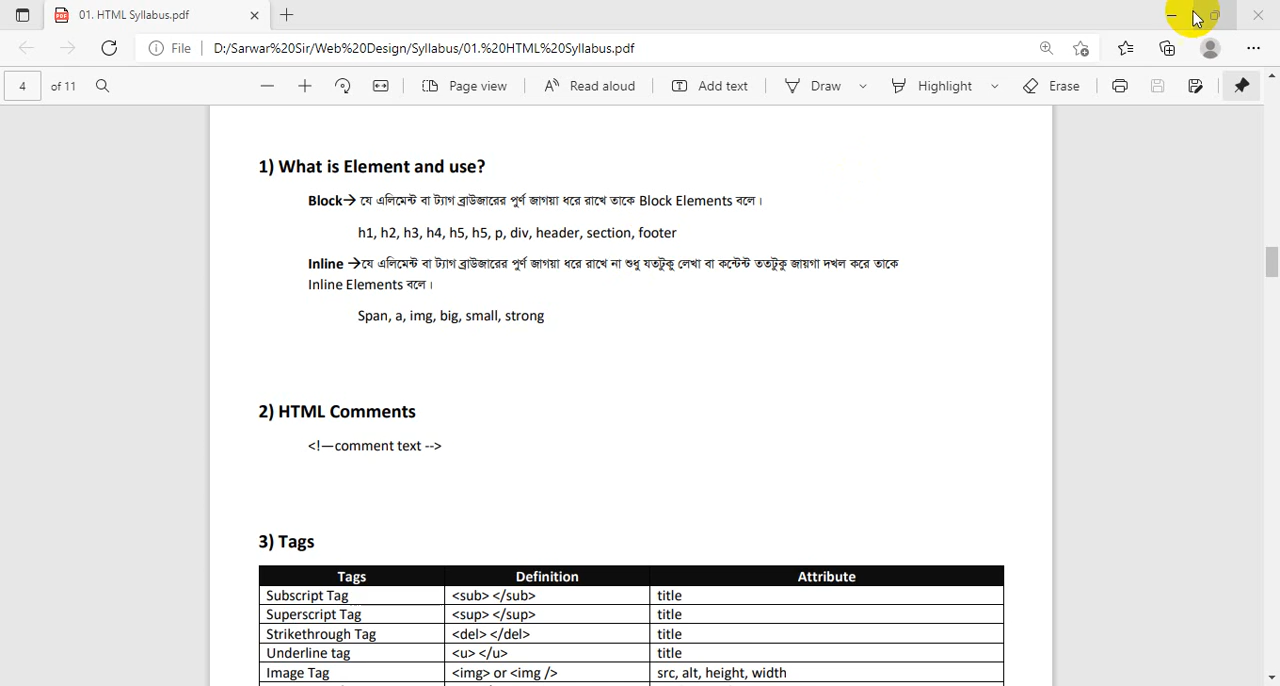 01. HTML Syllabus.pdf
File D:/Sarwar%20Sir/Web%20Design/Syllabus/01.%20HTML%20Syllabus.pdf
4 of 11 Page view Read aloud Add text Draw Highlight Erase
1) What is Element and use?
Block→ যে এলিমেন্ট বা ট্যাগ ব্রাউজারের পুর্ণ জাগয়া ধরে রাখে তাকে Block Elements বলে।
h1, h2, h3, h4, h5, h5, p, div, header, section, footer
Inline →যে এলিমেন্ট বা ট্যাগ ব্রাউজারের পুর্ণ জাগয়া ধরে রাখে না শুধু যতটুকু লেখা বা কন্টেন্ট ততটুকু জায়গা দখল করে তাকে
Inline Elements বলে।
Span, a, img, big, small, strong
2) HTML Comments
<!—comment text -->
3) Tags
Tags Definition Attribute
Subscript Tag <sub> </sub> title
Superscript Tag <sup> </sup> title
Strikethrough Tag <del> </del> title
Underline tag <u> </u> title
Image Tag <img> or <img /> src, alt, height, width